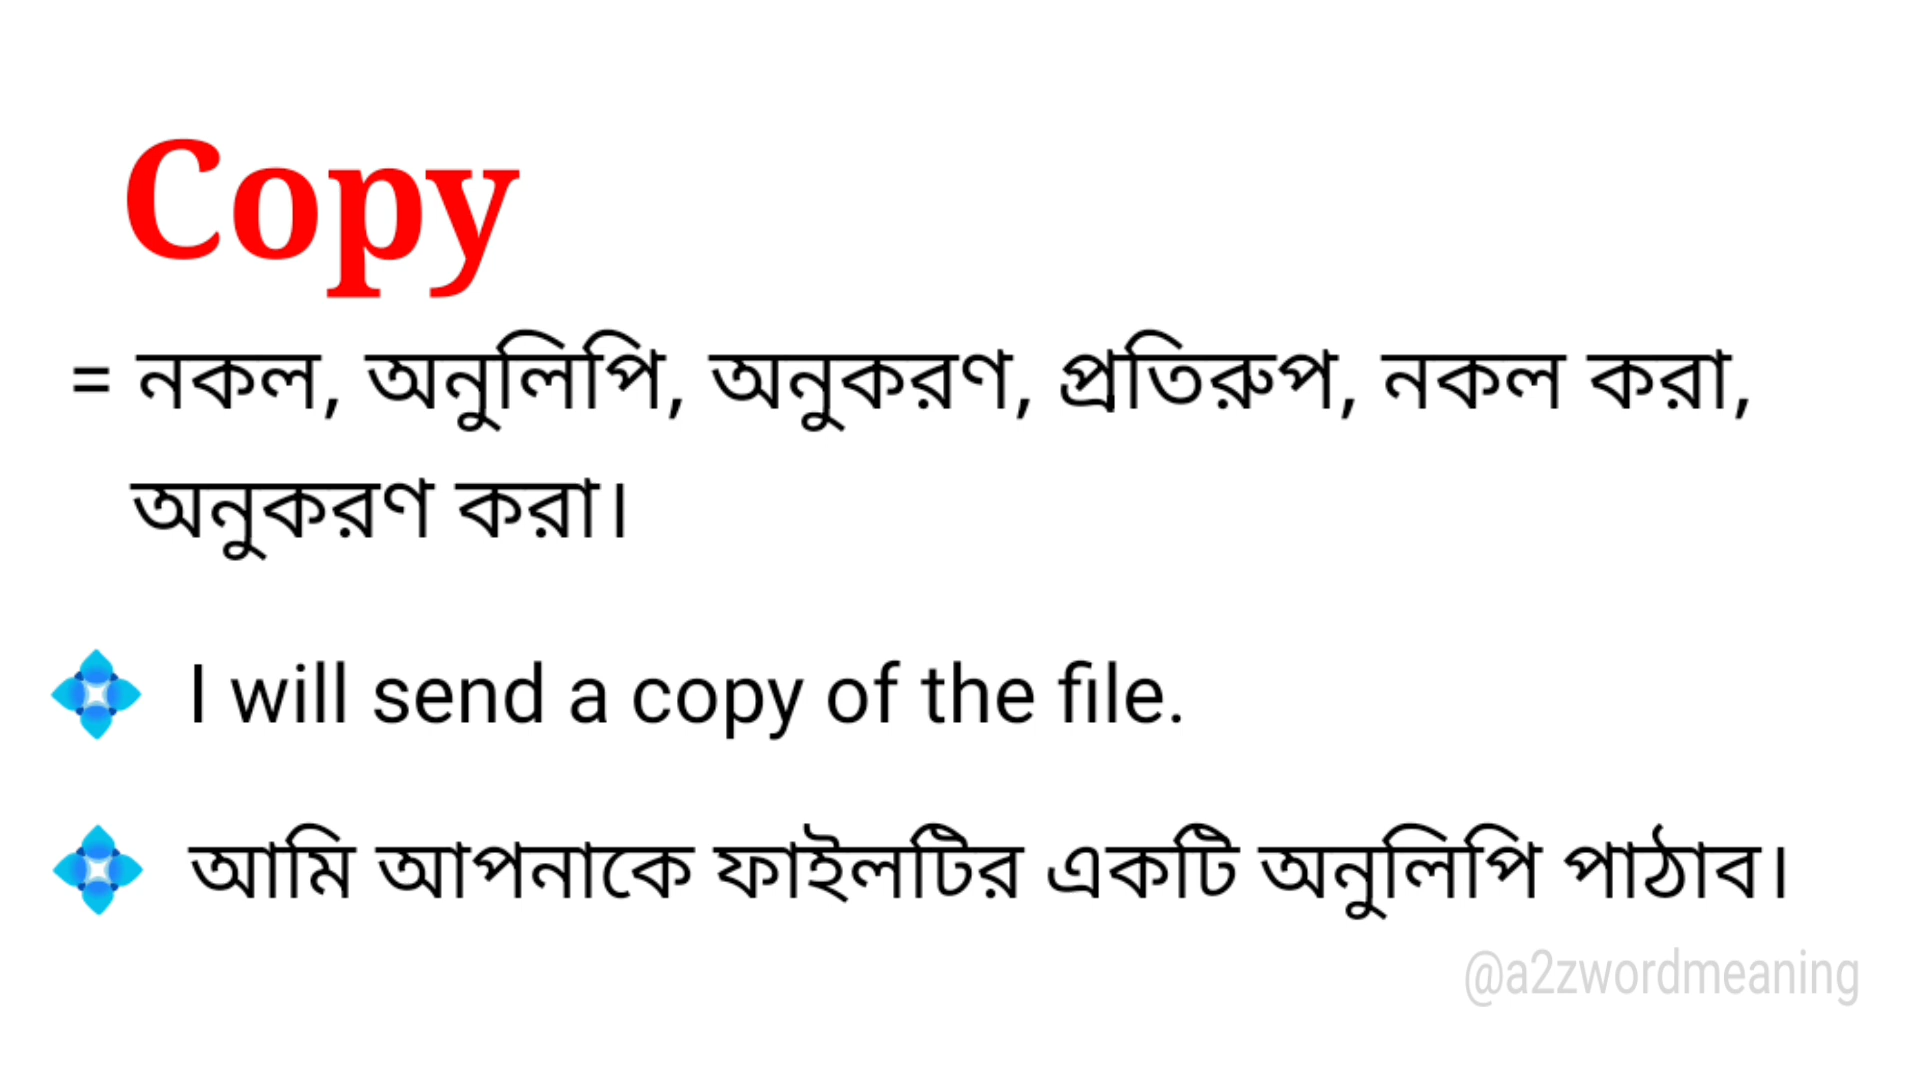 Copy
= নকল, অনুলিপি, অনুকরণ, প্রতিরুপ, নকল করা,
অনুকরণ করা।
I will send a copy of the file.
আমি আপনাকে ফাইলটির একটি অনুলিপি পাঠাব।
@a2zwordmeaning